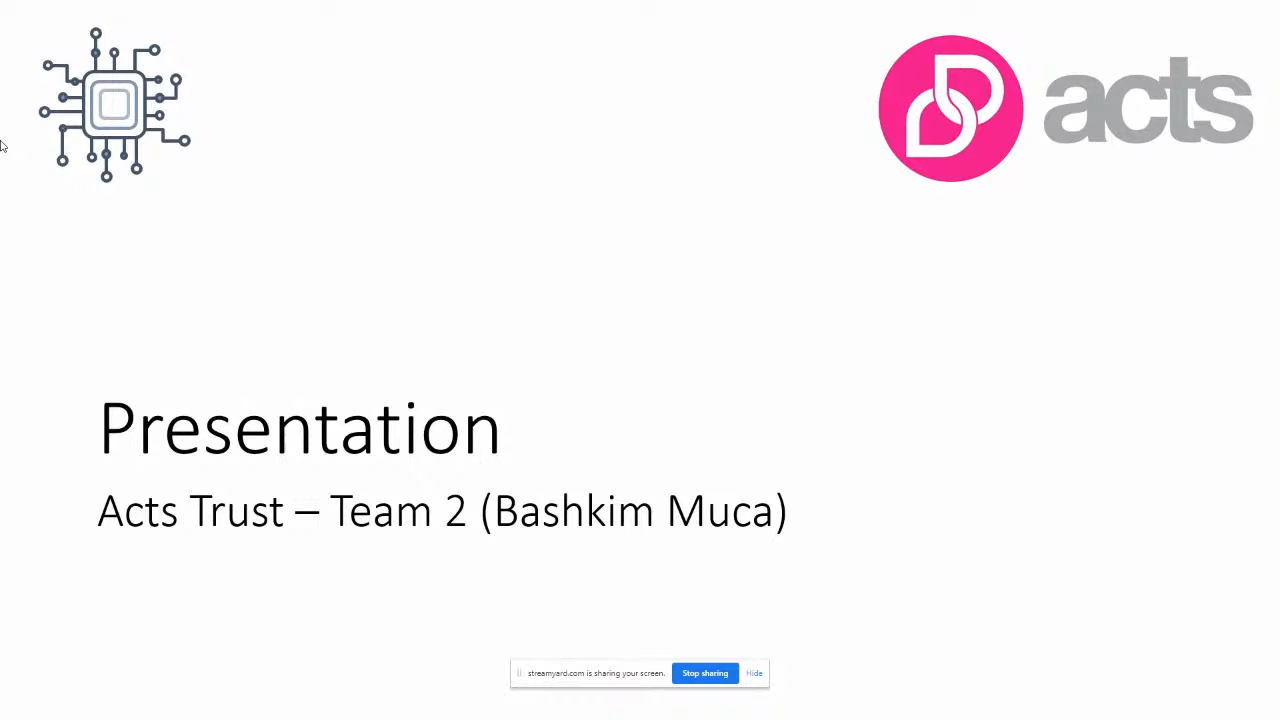 acts
Presentation
Acts Trust – Team 2 (Bashkim Muca)
streamyard.com is sharing your screen. Stop sharing Hide